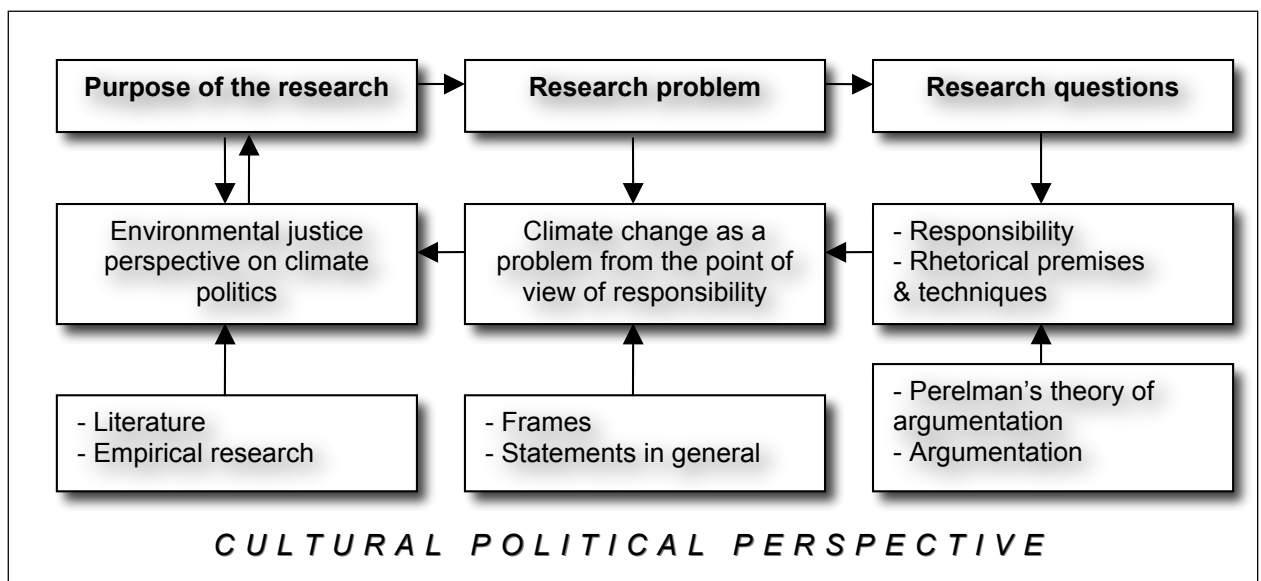 Purpose of the research
Research problem
Research questions
Environmental justice
perspective on climate
politics
Climate change as a
problem from the point of
view of responsibility
- Responsibility
- Rhetorical premises
& techniques
- Literature
- Empirical research
- Frames
- Statements in general
- Perelman’s theory of
argumentation
- Argumentation
CULTURAL POLITICAL PERSPECTIVE